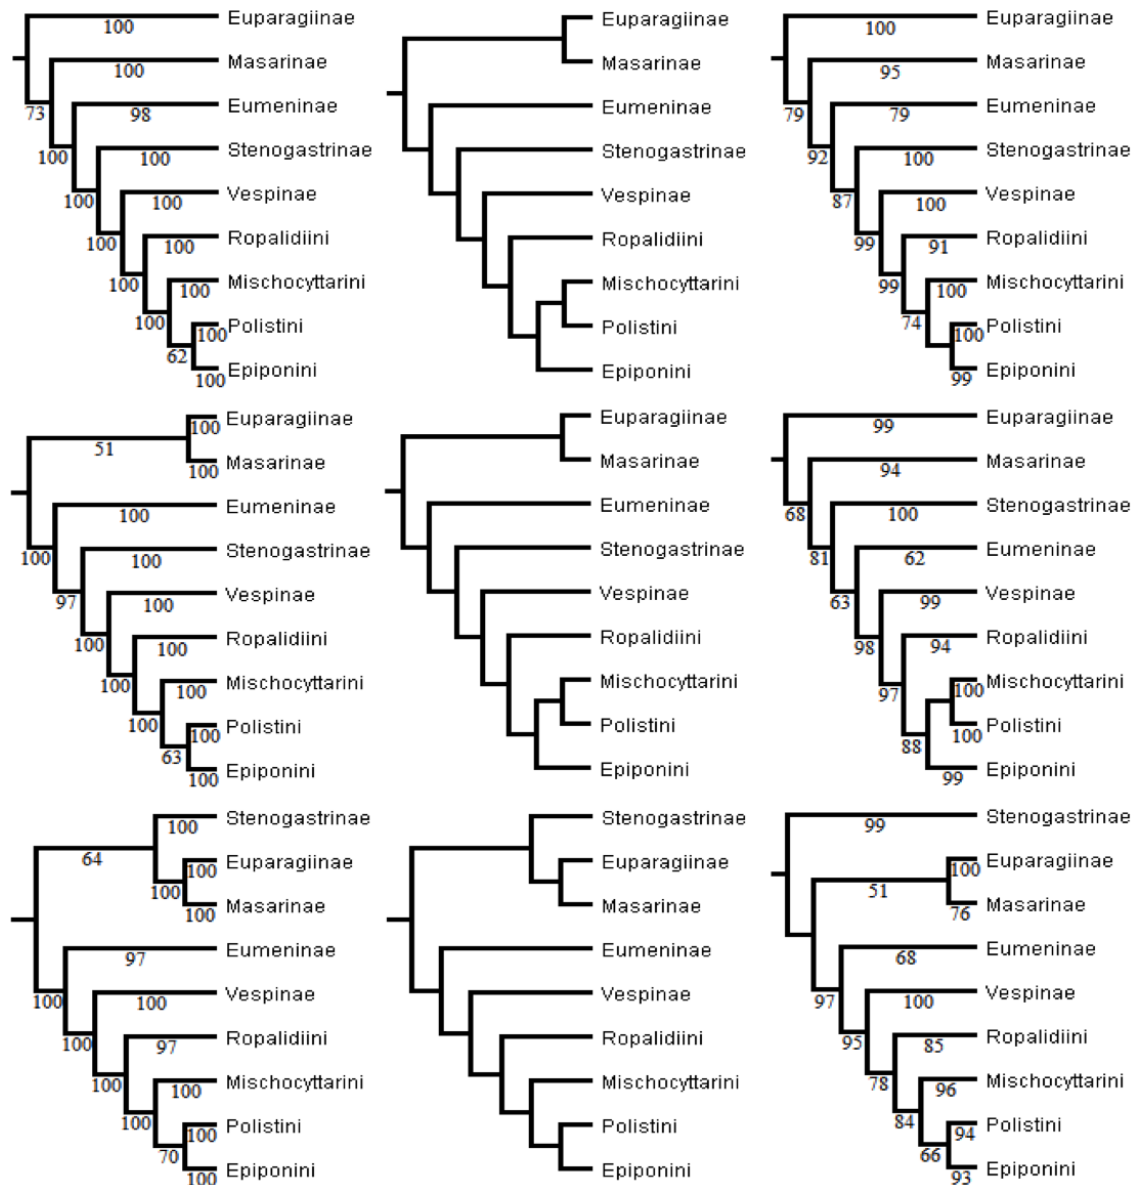 Euparagiinae
100
Masarinae
100
73
Eumeninae
98
100
Stenogastrinae
100
100
Vespinae
100
100
Ropalidiini
100
100
Mischocyttarini
100
100
Polistini
100
62
Epiponini
100
Euparagiinae
Masarinae
Eumeninae
Stenogastrinae
Vespinae
Ropalidiini
Mischocyttarini
Polistini
Epiponini
Euparagiinae
100
Masarinae
95
79
Eumeninae
79
92
Stenogastrinae
100
87
Vespinae
100
99
Ropalidiini
91
99
Mischocyttarini
100
74
Polistini
100
Epiponini
99
Euparagiinae
100
51
Masarinae
100
Eumeninae
100
100
Stenogastrinae
100
97
Vespinae
100
100
Ropalidiini
100
100
Mischocyttarini
100
100
Polistini
100
63
Epiponini
100
Euparagiinae
Masarinae
Eumeninae
Stenogastrinae
Vespinae
Ropalidiini
Mischocyttarini
Polistini
Epiponini
Euparagiinae
99
Masarinae
94
68
Stenogastrinae
100
81
Eumeninae
62
63
Vespinae
99
98
Ropalidiini
94
97
Mischocyttarini
100
Polistini
100
88
Epiponini
99
Stenogastrinae
100
64
Euparagiinae
100
100
Masarinae
100
Eumeninae
97
100
Vespinae
100
100
Ropalidiini
97
100
Mischocyttarini
100
100
Polistini
100
70
Epiponini
100
Stenogastrinae
Euparagiinae
Masarinae
Eumeninae
Vespinae
Ropalidiini
Mischocyttarini
Polistini
Epiponini
Stenogastrinae
99
Euparagiinae
100
51
Masarinae
76
Eumeninae
68
97
Vespinae
100
95
Ropalidiini
85
78
Mischocyttarini
96
84
Polistini
94
66
Epiponini
93